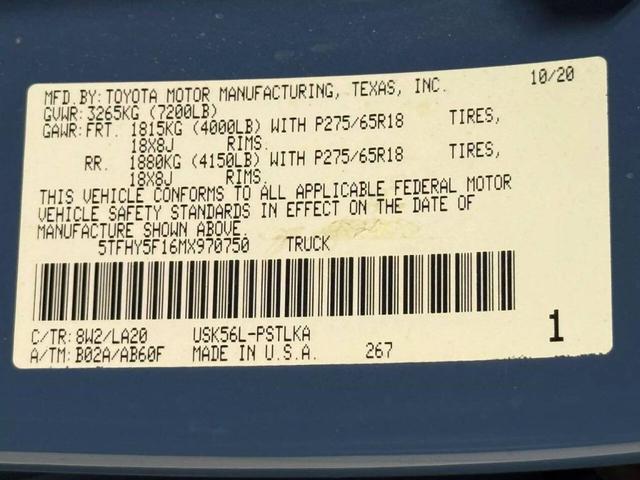 MFD.BY: TOYOTA MOTOR MANUFACTURING, TEXAS, INC. 10/20
GVWR: 3265KG (7200LB)
GAWR: FRT. 1815KG (4000LB) WITH P275/65R18 TIRES,
18X8J RIMS.
RR. 1880KG (4150LB) WITH P275/65R18 TIRES,
18X8J RIMS.
THIS VEHICLE CONFORMS TO ALL APPLICABLE FEDERAL MOTOR
VEHICLE SAFETY STANDARDS IN EFFECT ON THE DATE OF
MANUFACTURE SHOWN ABOVE.
5TFHY5F16MX970750 TRUCK
C/TR: 8W2/LA20 USK56L-PSTLKA 1
A/TM: B02A/AB60F MADE IN U.S.A. 267